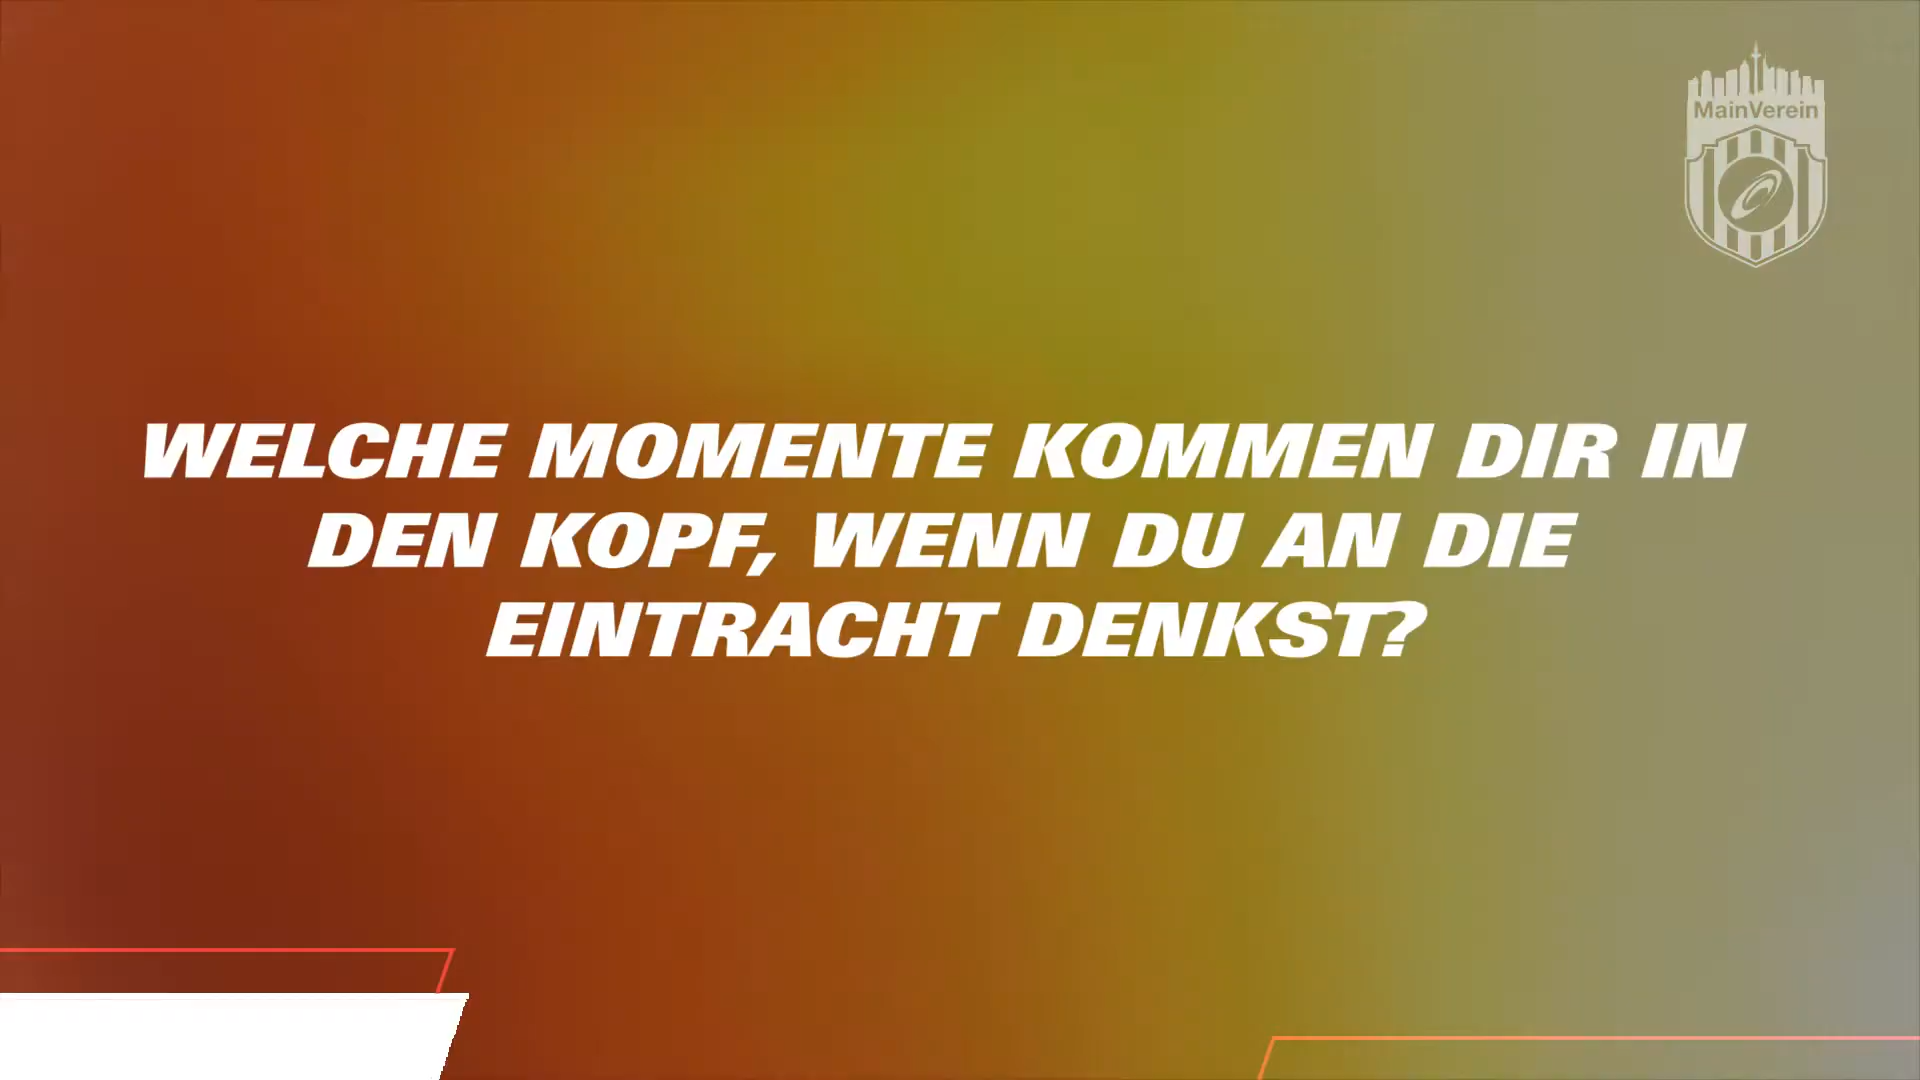 MainVerein
WELCHE MOMENTE KOMMEN DIR IN
DEN KOPF, WENN DU AN DIE
EINTRACHT DENKST?